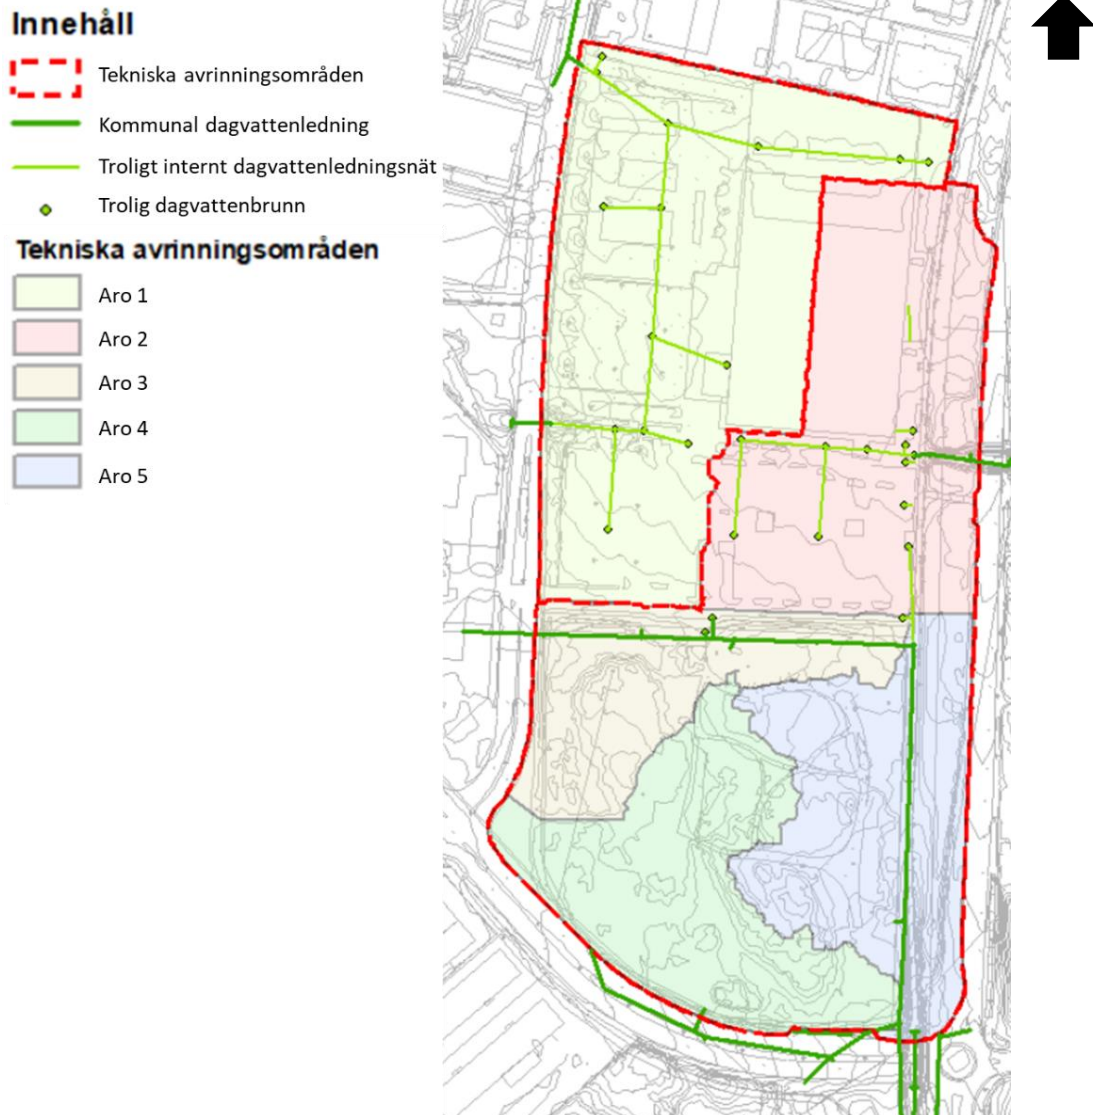 Innehåll
Tekniska avrinningsområden
Kommunal dagvattenledning
Troligt internt dagvattenledningsnät
Trolig dagvattenbrunn
Tekniska avrinningsområden
Aro 1
Aro 2
Aro 3
Aro 4
Aro 5